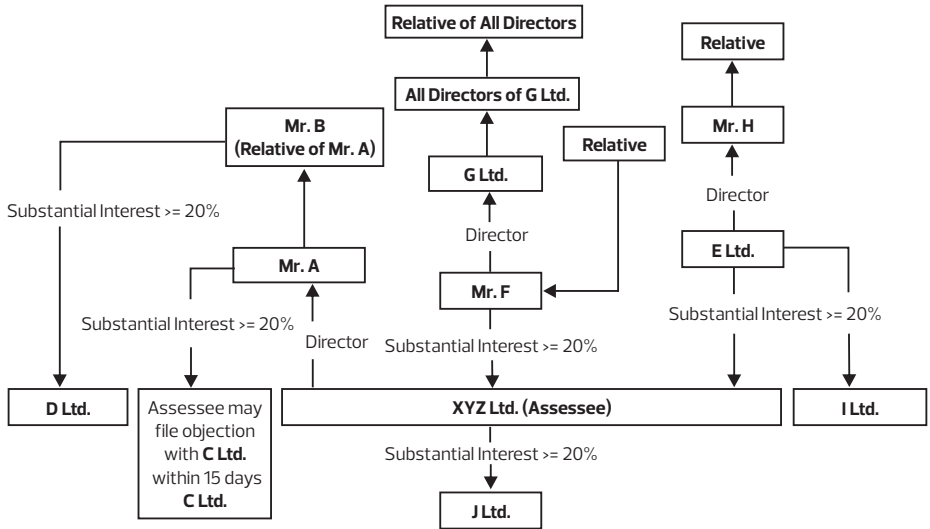 Relative of All Directors
Relative
All Directors of G Ltd.
Mr. B
(Relative of Mr. A)
Mr. H
Relative
G Ltd.
Director
Substantial Interest >= 20%
Director
E Ltd.
Mr. A
Mr. F
Substantial Interest >= 20%
Substantial Interest >= 20%
Director
Substantial Interest >= 20%
D Ltd.
Assessee may
file objection
with C Ltd.
within 15 days
C Ltd.
XYZ Ltd. (Assessee)
I Ltd.
Substantial Interest >= 20%
J Ltd.